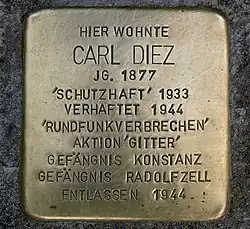 HIER WOHNTE
CARL DIEZ
JG. 1877
'SCHUTZHAFT' 1933
VERHAFTET 1944
'RUNDFUNKVERBRECHEN'
AKTION 'GITTER'
GEFÄNGNIS KONSTANZ
GEFÄNGNIS RADOLFZELL
ENTLASSEN 1944